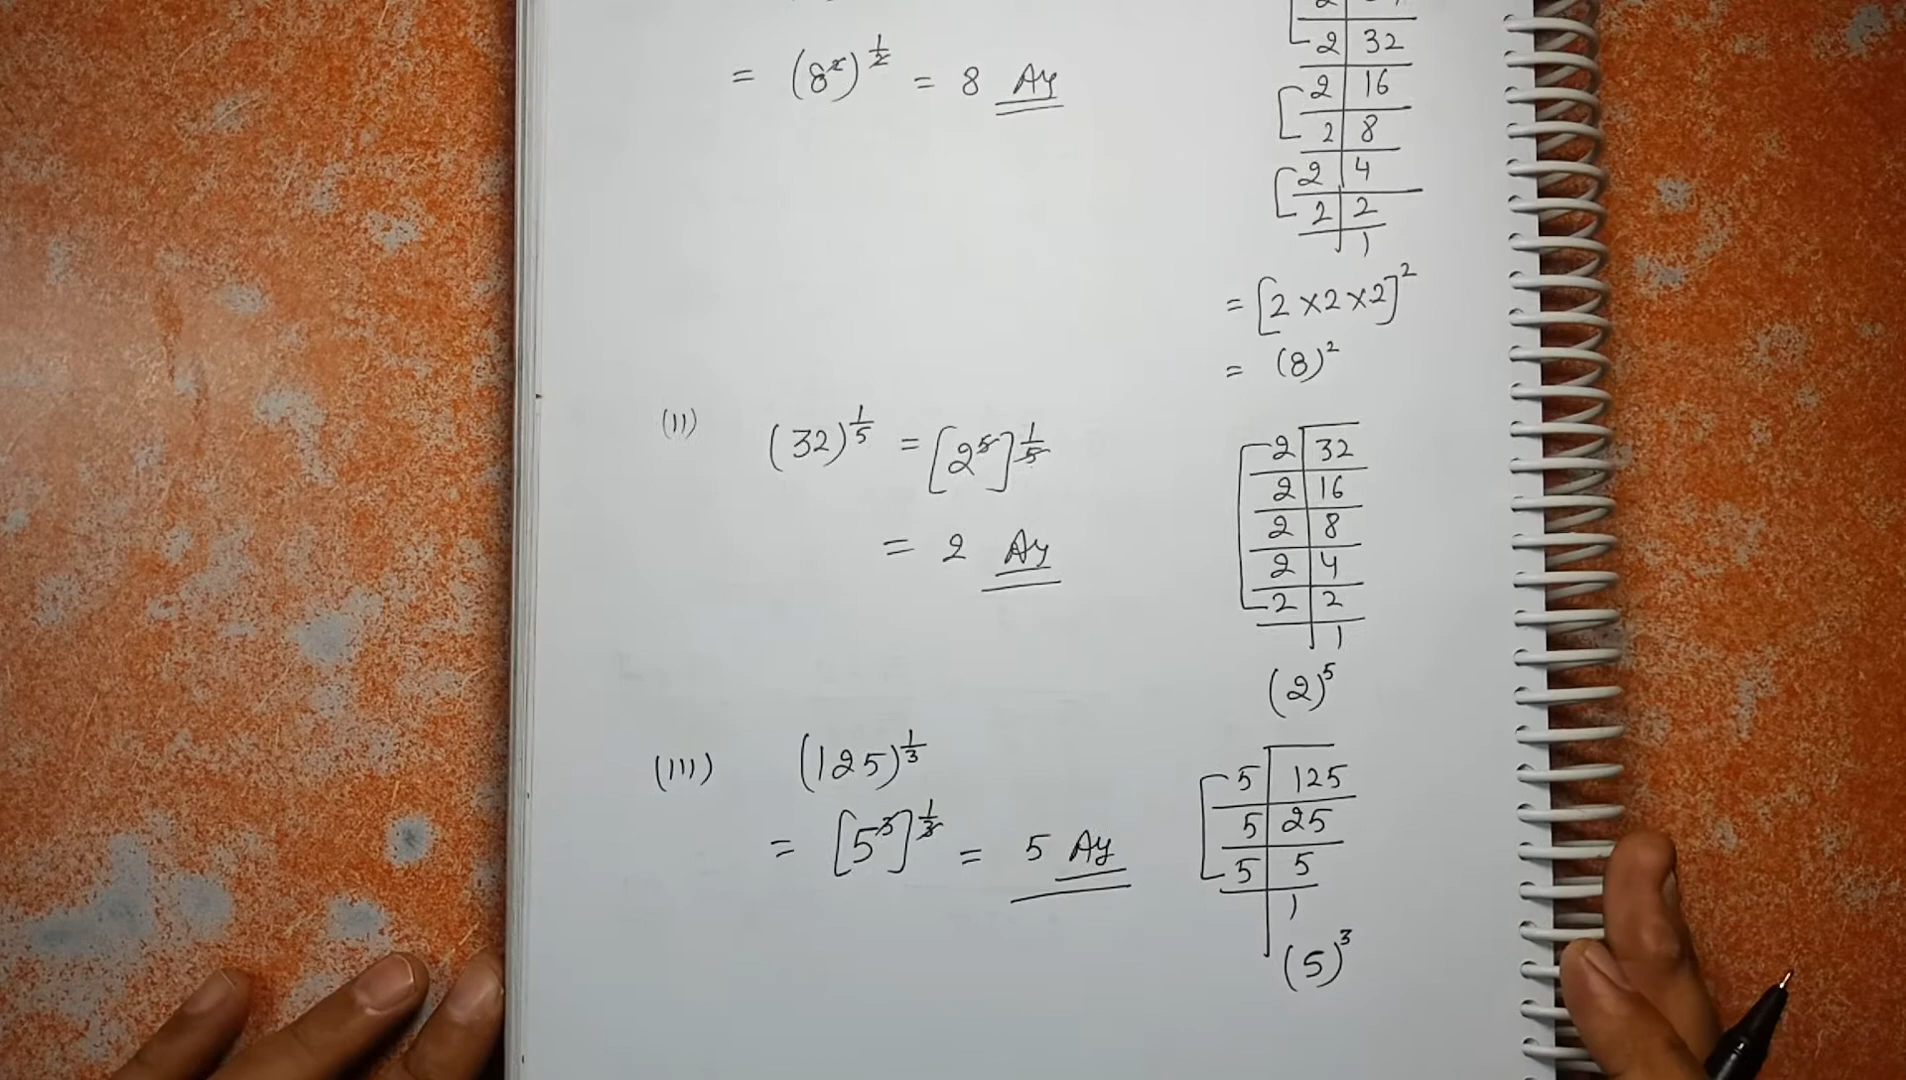 2 | 32
= (8²)^1/2 = 8 Ay
2 | 16
2 | 8
2 | 4
2 | 2
1
= [2 × 2 × 2]²
= (8)²
(ii) (32)^1/5 = [2⁵]^1/5
= 2 Ay
2 | 32
2 | 16
2 | 8
2 | 4
2 | 2
1
(2)⁵
(iii) (125)^1/3
= [5³]^1/3 = 5 Ay
5 | 125
5 | 25
5 | 5
1
(5)³